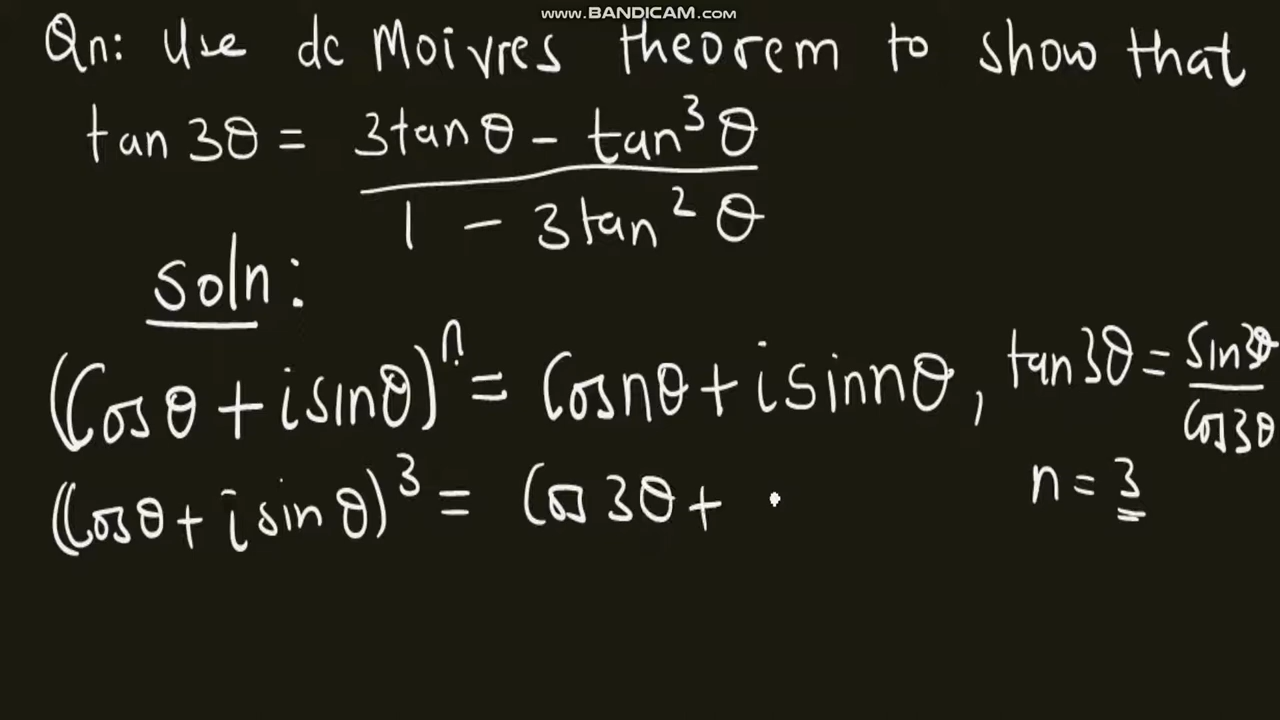 www.BANDICAM.com
Qn: Use de Moivres theorem to show that
tan 3θ = 3tanθ - tan³θ
1 - 3tan²θ
soln:
(Cosθ + isinθ)ⁿ = Cosnθ + isinnθ, tan3θ = sin3θ
Cos3θ
(Cosθ + isinθ)³ = Cos3θ + n = 3